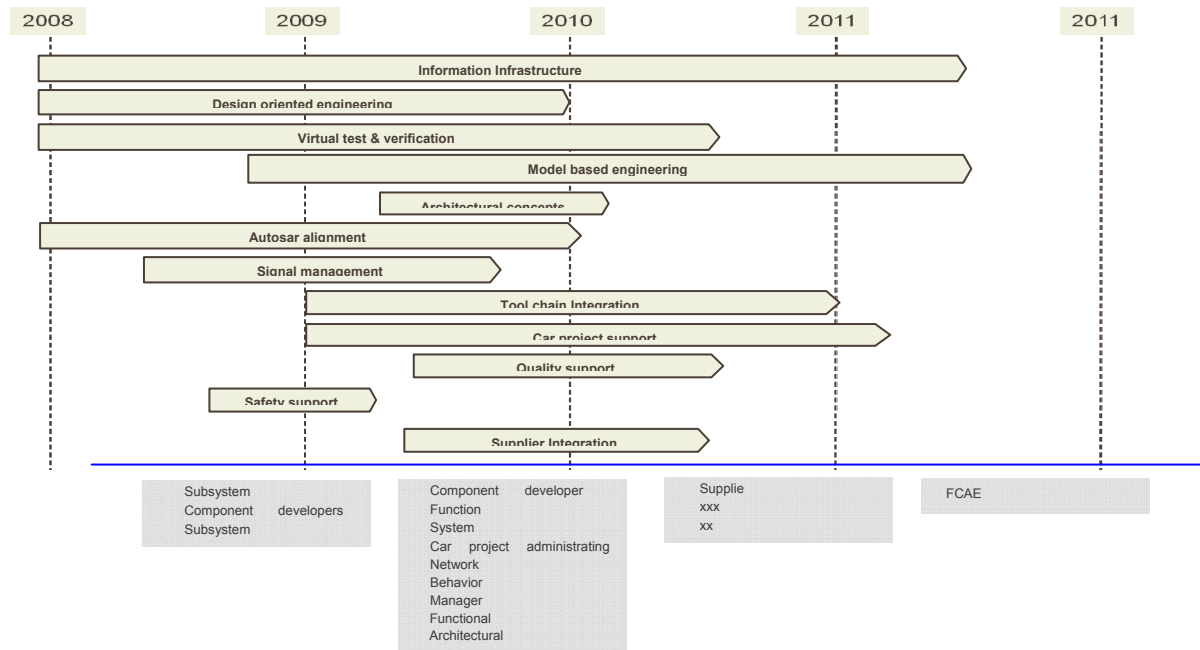 2008 2009 2010 2011 2011
Information Infrastructure
Design oriented engineering
Virtual test & verification
Model based engineering
Architectural concepts
Autosar alignment
Signal management
Tool chain Integration
Car project support
Quality support
Safety support
Supplier Integration
Subsystem
Component developers
Subsystem
Component developer
Function
System
Car project administrating
Network
Behavior
Manager
Functional
Architectural
Supplie
xxx
xx
FCAE